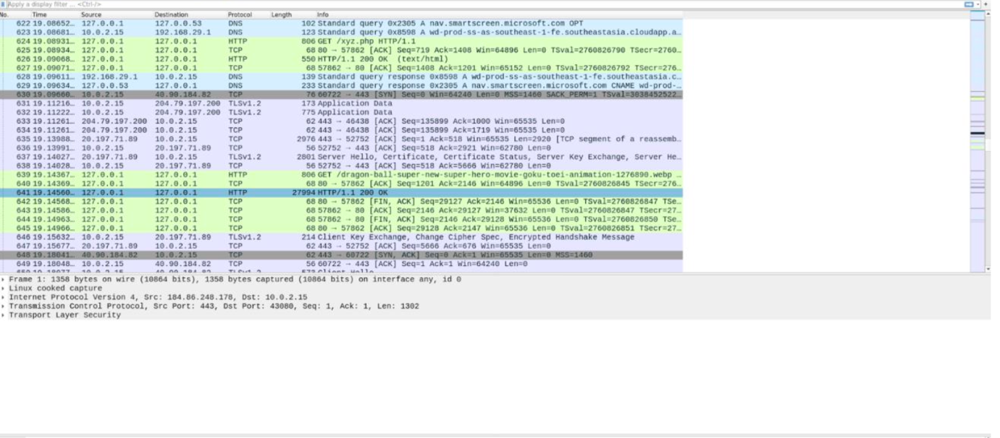 Apply a display filter ... <Ctrl-/>
No. Time Source Destination Protocol Length Info
622 19.08652… 127.0.0.1 127.0.0.53 DNS 102 Standard query 0x2305 A nav.smartscreen.microsoft.com OPT
623 19.08681… 10.0.2.15 192.168.29.1 DNS 123 Standard query 0x8598 A wd-prod-ss-as-southeast-1-fe.southeastasia.cloudapp.a…
624 19.08931… 127.0.0.1 127.0.0.1 HTTP 806 GET /xyz.php HTTP/1.1
625 19.08934… 127.0.0.1 127.0.0.1 TCP 68 80 → 57862 [ACK] Seq=719 Ack=1408 Win=64896 Len=0 TSval=2760826790 TSecr=2760…
626 19.09068… 127.0.0.1 127.0.0.1 HTTP 550 HTTP/1.1 200 OK (text/html)
627 19.09071… 127.0.0.1 127.0.0.1 TCP 68 57862 → 80 [ACK] Seq=1408 Ack=1201 Win=65152 Len=0 TSval=2760826792 TSecr=276…
628 19.09611… 192.168.29.1 10.0.2.15 DNS 139 Standard query response 0x8598 A wd-prod-ss-as-southeast-1-fe.southeastasia.c…
629 19.09634… 127.0.0.53 127.0.0.1 DNS 233 Standard query response 0x2305 A nav.smartscreen.microsoft.com CNAME wd-prod-…
630 19.09660… 10.0.2.15 40.90.184.82 TCP 76 60722 → 443 [SYN] Seq=0 Win=64240 Len=0 MSS=1460 SACK_PERM=1 TSval=3038452522…
631 19.11216… 10.0.2.15 204.79.197.200 TLSv1.2 173 Application Data
632 19.11222… 10.0.2.15 204.79.197.200 TLSv1.2 775 Application Data
633 19.11261… 204.79.197.200 10.0.2.15 TCP 62 443 → 46438 [ACK] Seq=135899 Ack=1000 Win=65535 Len=0
634 19.11261… 204.79.197.200 10.0.2.15 TCP 62 443 → 46438 [ACK] Seq=135899 Ack=1719 Win=65535 Len=0
635 19.13988… 20.197.71.89 10.0.2.15 TCP 2976 443 → 52752 [ACK] Seq=1 Ack=518 Win=65535 Len=2920 [TCP segment of a reassemb…
636 19.13991… 10.0.2.15 20.197.71.89 TCP 56 52752 → 443 [ACK] Seq=518 Ack=2921 Win=62780 Len=0
637 19.14027… 20.197.71.89 10.0.2.15 TLSv1.2 2801 Server Hello, Certificate, Certificate Status, Server Key Exchange, Server He…
638 19.14028… 10.0.2.15 20.197.71.89 TCP 56 52752 → 443 [ACK] Seq=518 Ack=5666 Win=62780 Len=0
639 19.14367… 127.0.0.1 127.0.0.1 HTTP 806 GET /dragon-ball-super-new-super-hero-movie-goku-toei-animation-1276890.webp …
640 19.14369… 127.0.0.1 127.0.0.1 TCP 68 80 → 57862 [ACK] Seq=1201 Ack=2146 Win=64896 Len=0 TSval=2760826845 TSecr=276…
641 19.14560… 127.0.0.1 127.0.0.1 HTTP 27994 HTTP/1.1 200 OK
642 19.14568… 127.0.0.1 127.0.0.1 TCP 68 80 → 57862 [FIN, ACK] Seq=29127 Ack=2146 Win=65536 Len=0 TSval=2760826847 TSe…
643 19.14586… 127.0.0.1 127.0.0.1 TCP 68 57862 → 80 [ACK] Seq=2146 Ack=29127 Win=37632 Len=0 TSval=2760826847 TSecr=27…
644 19.14963… 127.0.0.1 127.0.0.1 TCP 68 57862 → 80 [FIN, ACK] Seq=2146 Ack=29128 Win=65536 Len=0 TSval=2760826850 TSe…
645 19.14966… 127.0.0.1 127.0.0.1 TCP 68 80 → 57862 [ACK] Seq=29128 Ack=2147 Win=65536 Len=0 TSval=2760826851 TSecr=27…
646 19.15632… 10.0.2.15 20.197.71.89 TLSv1.2 214 Client Key Exchange, Change Cipher Spec, Encrypted Handshake Message
647 19.15677… 20.197.71.89 10.0.2.15 TCP 62 443 → 52752 [ACK] Seq=5666 Ack=676 Win=65535 Len=0
648 19.18041… 40.90.184.82 10.0.2.15 TCP 62 443 → 60722 [SYN, ACK] Seq=0 Ack=1 Win=65535 Len=0 MSS=1460
649 19.18048… 10.0.2.15 40.90.184.82 TCP 56 60722 → 443 [ACK] Seq=1 Ack=1 Win=64240 Len=0
Frame 1: 1358 bytes on wire (10864 bits), 1358 bytes captured (10864 bits) on interface any, id 0
Linux cooked capture
Internet Protocol Version 4, Src: 184.86.248.178, Dst: 10.0.2.15
Transmission Control Protocol, Src Port: 443, Dst Port: 43080, Seq: 1, Ack: 1, Len: 1302
Transport Layer Security